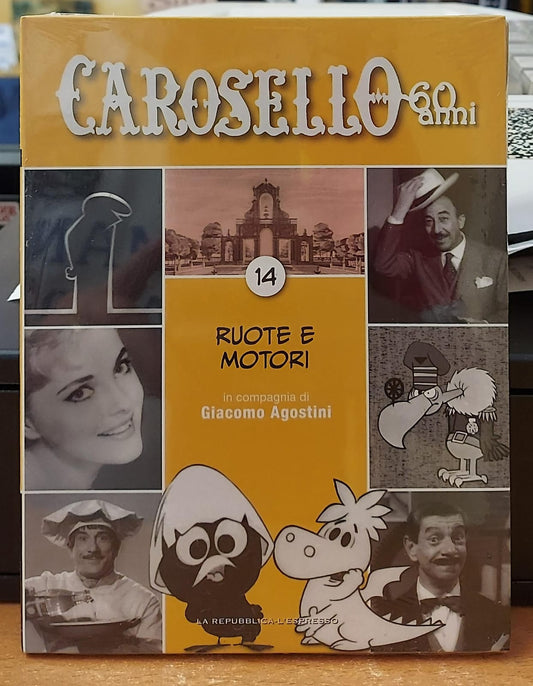 CAROSELLO 60
anni
14
RUOTE E
MOTORI
in compagnia di
Giacomo Agostini
LA REPUBBLICA-L'ESPRESSO